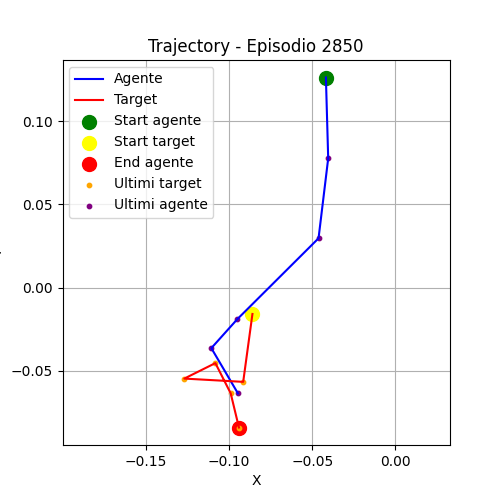 Trajectory - Episodio 2850
Agente
Target
Start agente
Start target
End agente
Ultimi target
Ultimi agente
0.10
0.05
0.00
−0.05
−0.15
−0.10
−0.05
0.00
X